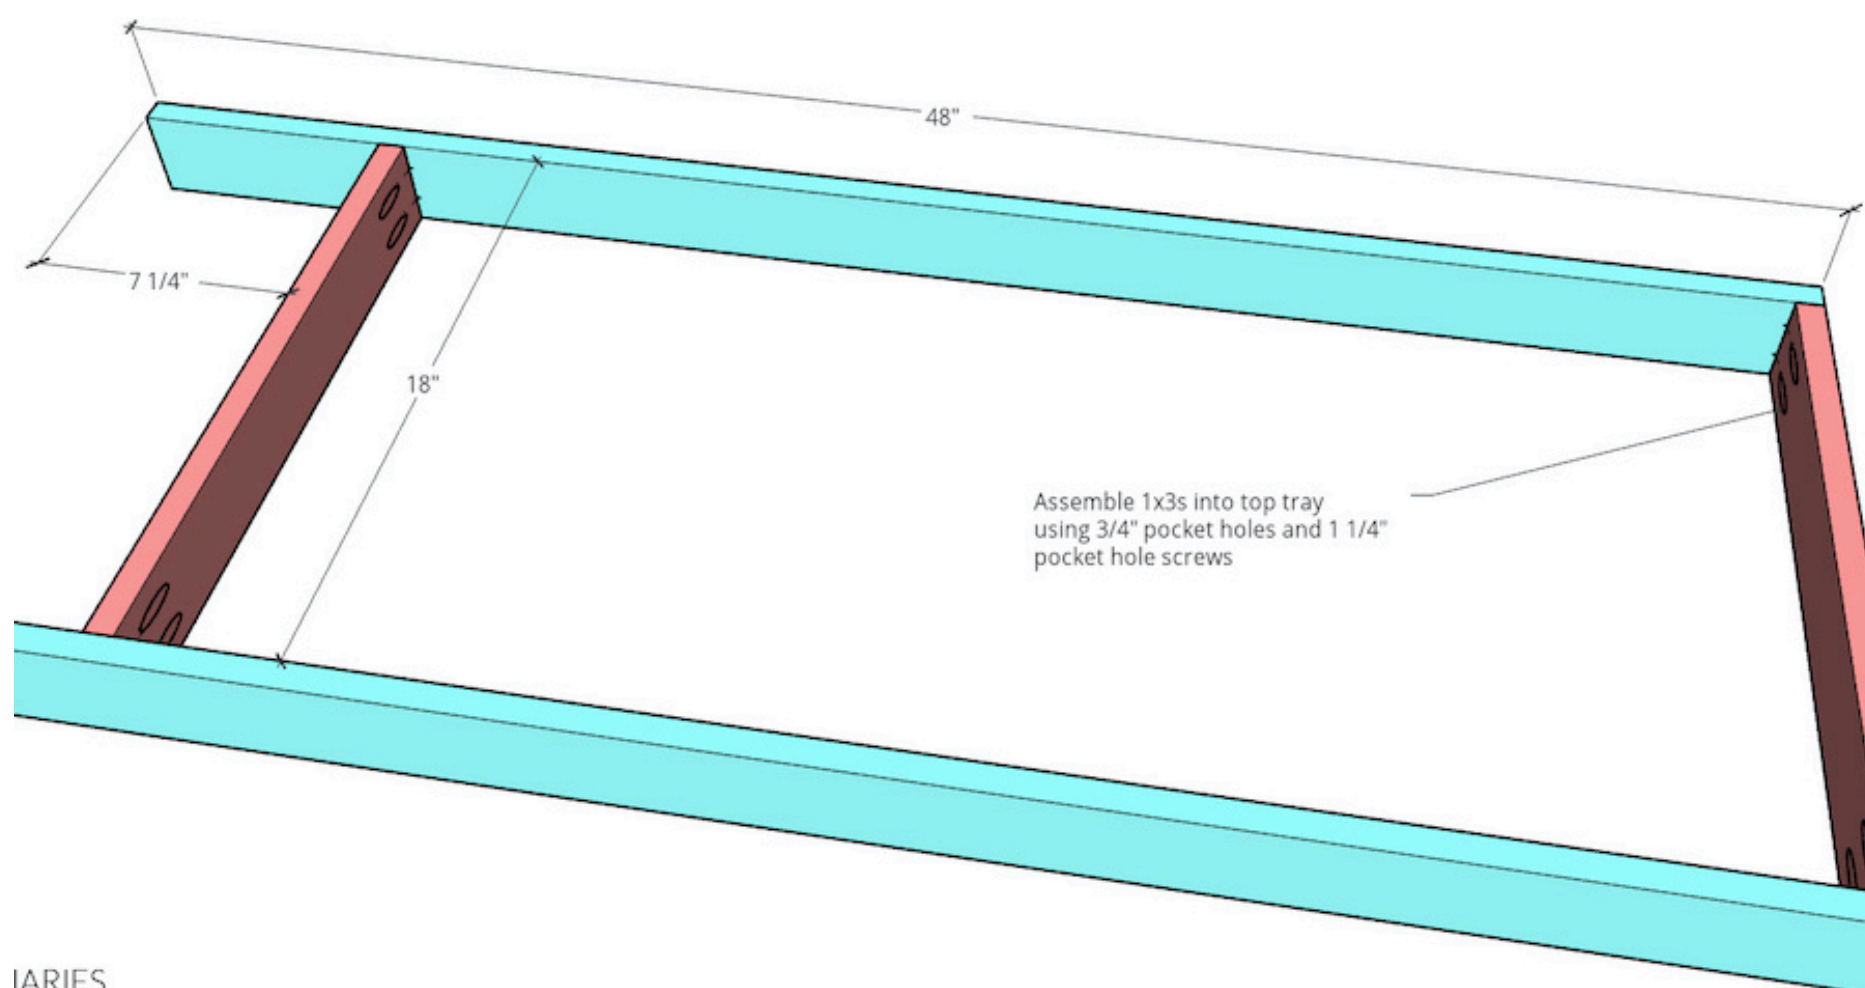 48"
7 1/4"
18"
Assemble 1x3s into top tray
using 3/4" pocket holes and 1 1/4"
pocket hole screws
IARIES